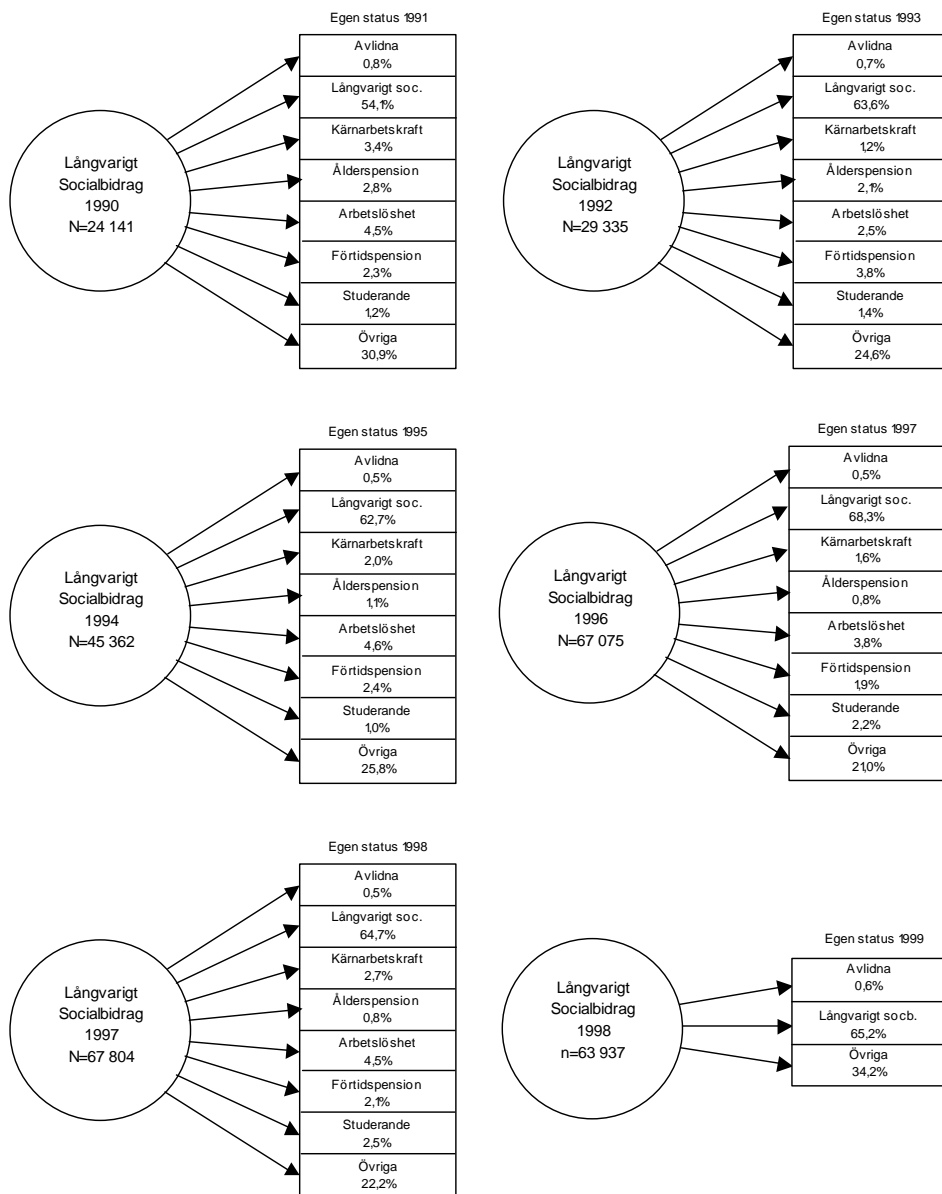 Egen status 1991
Avlidna
0,8%
Långvarigt soc.
54,1%
Kärnarbetskraft
3,4%
Ålderspension
2,8%
Arbetslöshet
4,5%
Förtidspension
2,3%
Studerande
1,2%
Övriga
30,9%
Långvarigt
Socialbidrag
1990
N=24 141
Egen status 1993
Avlidna
0,7%
Långvarigt soc.
63,6%
Kärnarbetskraft
1,2%
Ålderspension
2,1%
Arbetslöshet
2,5%
Förtidspension
3,8%
Studerande
1,4%
Övriga
24,6%
Långvarigt
Socialbidrag
1992
N=29 335
Egen status 1995
Avlidna
0,5%
Långvarigt soc.
62,7%
Kärnarbetskraft
2,0%
Ålderspension
1,1%
Arbetslöshet
4,6%
Förtidspension
2,4%
Studerande
1,0%
Övriga
25,8%
Långvarigt
Socialbidrag
1994
N=45 362
Egen status 1997
Avlidna
0,5%
Långvarigt soc.
68,3%
Kärnarbetskraft
1,6%
Ålderspension
0,8%
Arbetslöshet
3,8%
Förtidspension
1,9%
Studerande
2,2%
Övriga
21,0%
Långvarigt
Socialbidrag
1996
N=67 075
Egen status 1998
Avlidna
0,5%
Långvarigt soc.
64,7%
Kärnarbetskraft
2,7%
Ålderspension
0,8%
Arbetslöshet
4,5%
Förtidspension
2,1%
Studerande
2,5%
Övriga
22,2%
Långvarigt
Socialbidrag
1997
N=67 804
Egen status 1999
Avlidna
0,6%
Långvarigt socb.
65,2%
Övriga
34,2%
Långvarigt
Socialbidrag
1998
n=63 937